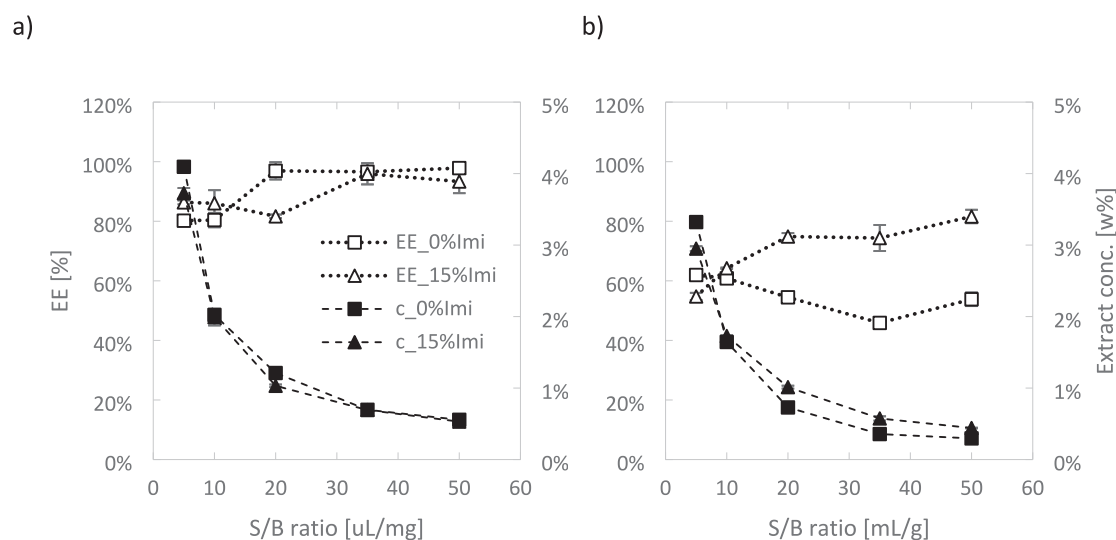 a)
b)
120%
100%
80%
60%
40%
20%
0%
EE [%]
5%
4%
3%
2%
1%
0%
EE_0%Imi
EE_15%Imi
c_0%Imi
c_15%Imi
0 10 20 30 40 50 60
S/B ratio [uL/mg]
120%
100%
80%
60%
40%
20%
0%
5%
4%
3%
2%
1%
0%
Extract conc. [w%]
0 10 20 30 40 50 60
S/B ratio [mL/g]